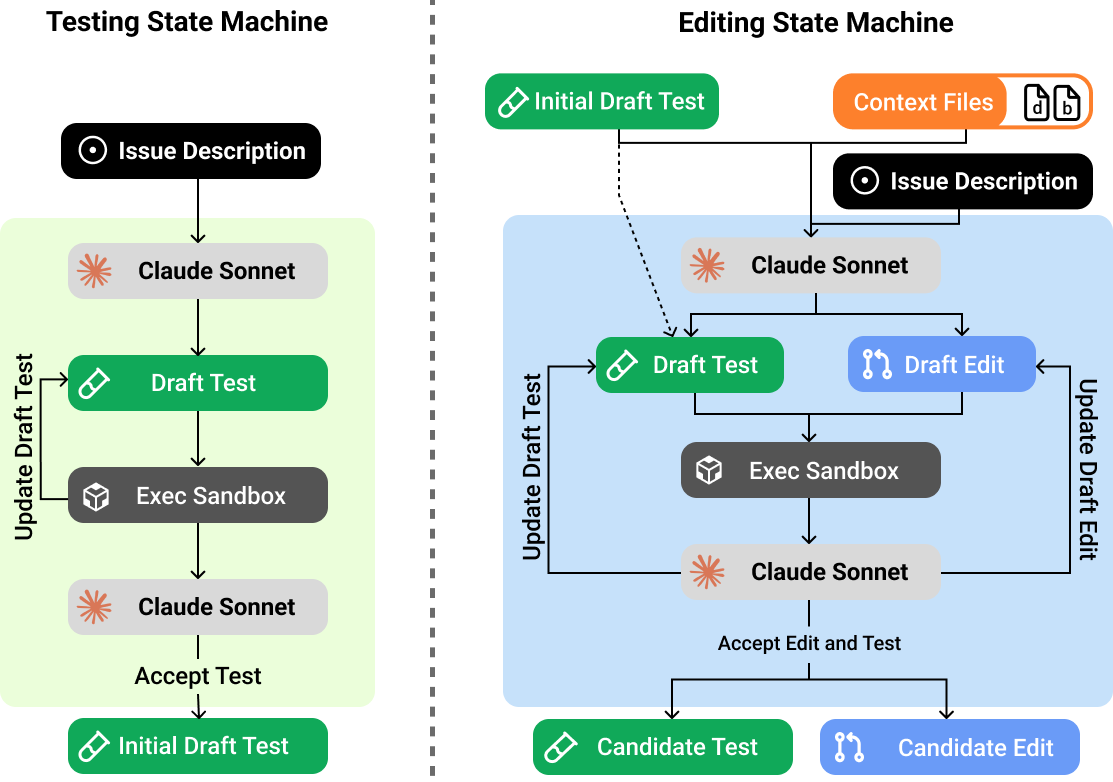 Testing State Machine
Issue Description
Claude Sonnet
Draft Test
Update Draft Test
Exec Sandbox
Claude Sonnet
Accept Test
Initial Draft Test
Editing State Machine
Initial Draft Test
Context Files
d
b
Issue Description
Claude Sonnet
Draft Test
Draft Edit
Update Draft Test
Update Draft Edit
Exec Sandbox
Claude Sonnet
Accept Edit and Test
Candidate Test
Candidate Edit